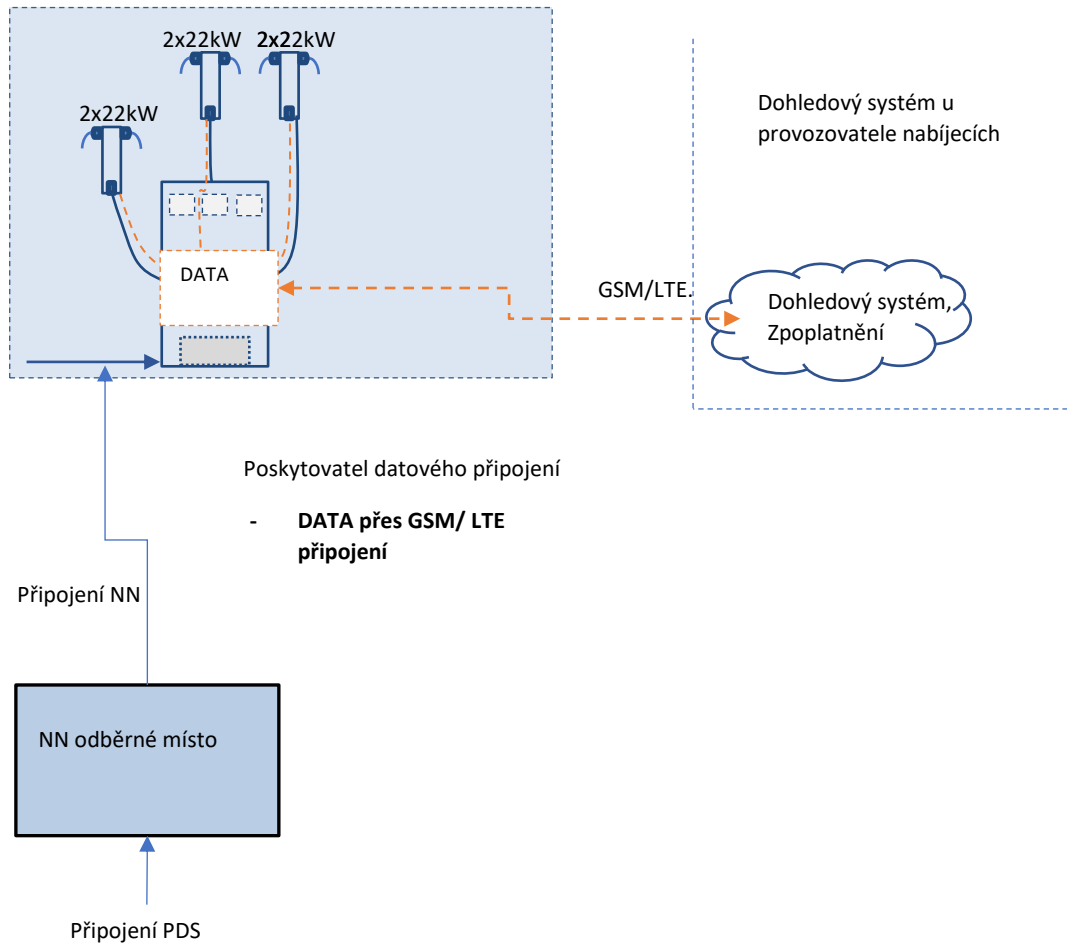 2x22kW
2x22kW
2x22kW
DATA
Dohledový systém u
provozovatele nabíjecích
GSM/LTE.
Dohledový systém,
Zpoplatnění
Poskytovatel datového připojení
- DATA přes GSM/ LTE
připojení
Připojení NN
NN odběrné místo
Připojení PDS